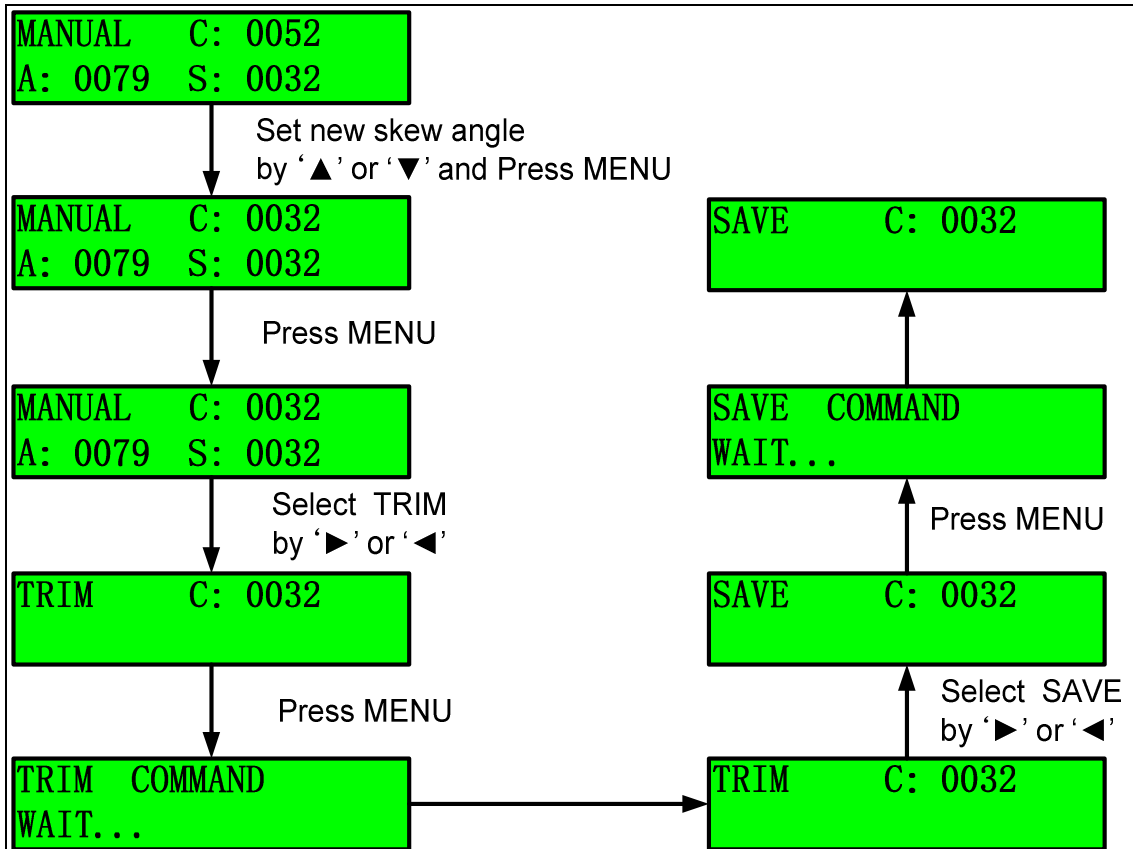 MANUAL C: 0052
A: 0079 S: 0032
Set new skew angle
by ‘▲’ or ‘▼’ and Press MENU
MANUAL C: 0032
A: 0079 S: 0032
Press MENU
MANUAL C: 0032
A: 0079 S: 0032
Select TRIM
by ‘►’ or ‘◄’
TRIM C: 0032
Press MENU
TRIM COMMAND
WAIT...
TRIM C: 0032
Select SAVE
by ‘►’ or ‘◄’
SAVE C: 0032
Press MENU
SAVE COMMAND
WAIT...
SAVE C: 0032